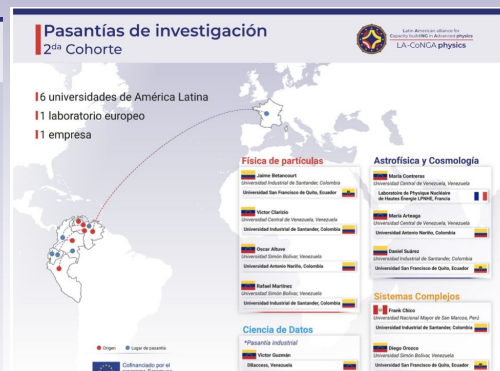 Pasantías de investigación
2da Cohorte
Latin American alliance for
Capacity buildiNG in Advanced physics
LA-CoNGA physics
6 universidades de América Latina
1 laboratorio europeo
1 empresa
Física de partículas
Jaime Betancourt
Universidad Industrial de Santander, Colombia
Universidad San Francisco de Quito, Ecuador
Víctor Claricio
Universidad Central de Venezuela, Venezuela
Universidad Industrial de Santander, Colombia
Oscar Altuve
Universidad Simón Bolívar, Venezuela
Universidad Antonio Nariño, Colombia
Rafael Martínez
Universidad Simón Bolívar, Venezuela
Universidad Industrial de Santander, Colombia
Ciencia de Datos
*Pasantía industrial
Víctor Guzmán
DBaccess, Venezuela
Astrofísica y Cosmología
María Contreras
Universidad Central de Venezuela, Venezuela
Laboratoire de Physique Nucléaire
de Hautes Énergie LPNHE, Francia
María Arteaga
Universidad Central de Venezuela, Venezuela
Universidad Antonio Nariño, Colombia
Daniel Suárez
Universidad Industrial de Santander, Colombia
Universidad San Francisco de Quito, Ecuador
Sistemas Complejos
Frank Chico
Universidad Nacional Mayor de San Marcos, Perú
Universidad Industrial de Santander, Colombia
Diego Orozco
Universidad Simón Bolívar, Venezuela
Universidad San Francisco de Quito, Ecuador
Origen
Lugar de pasantía
Cofinanciado por el